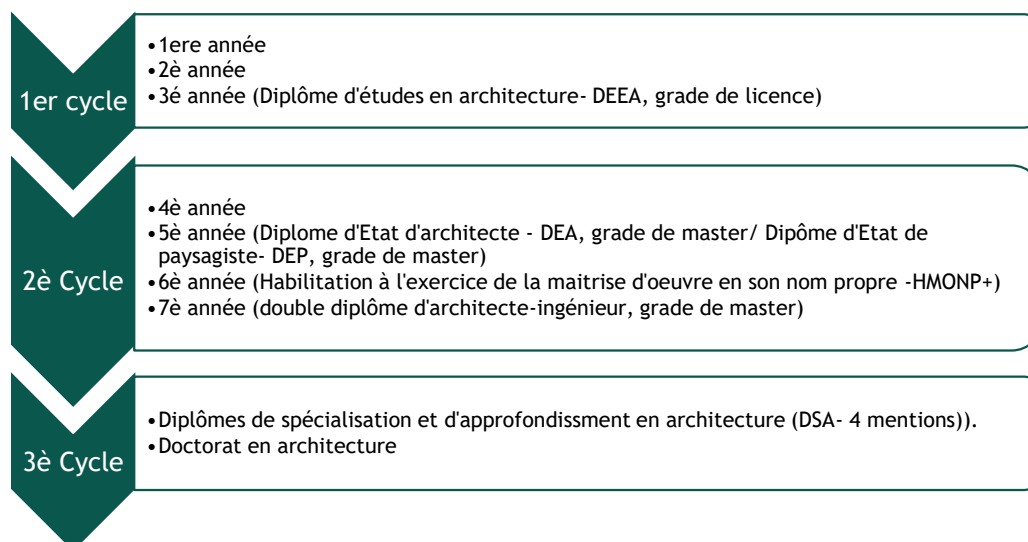 1er cycle
•1ere année
•2è année
•3é année (Diplôme d'études en architecture- DEEA, grade de licence)
2è Cycle
•4è année
•5è année (Diplome d'Etat d'architecte - DEA, grade de master/ Dipôme d'Etat de
paysagiste- DEP, grade de master)
•6è année (Habilitation à l'exercice de la maitrise d'oeuvre en son nom propre -HMONP+)
•7è année (double diplôme d'architecte-ingénieur, grade de master)
3è Cycle
•Diplômes de spécialisation et d'approfondissment en architecture (DSA- 4 mentions)).
•Doctorat en architecture